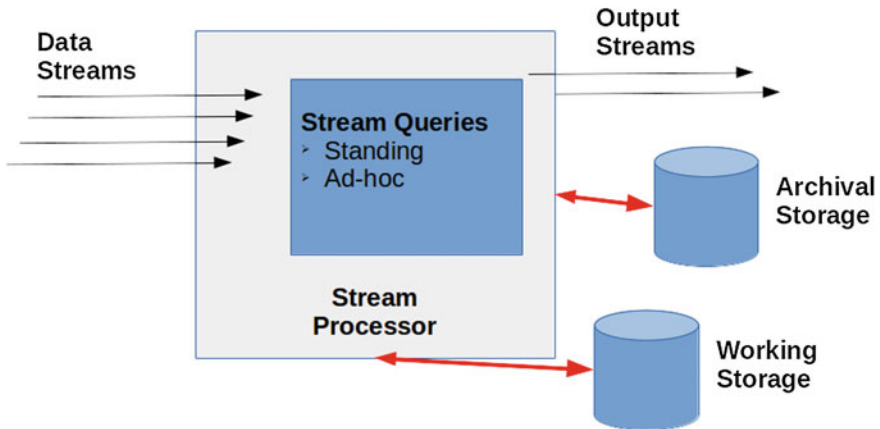 Data
Streams
Output
Streams
Stream Queries
Standing
Ad-hoc
Archival
Storage
Stream
Processor
Working
Storage